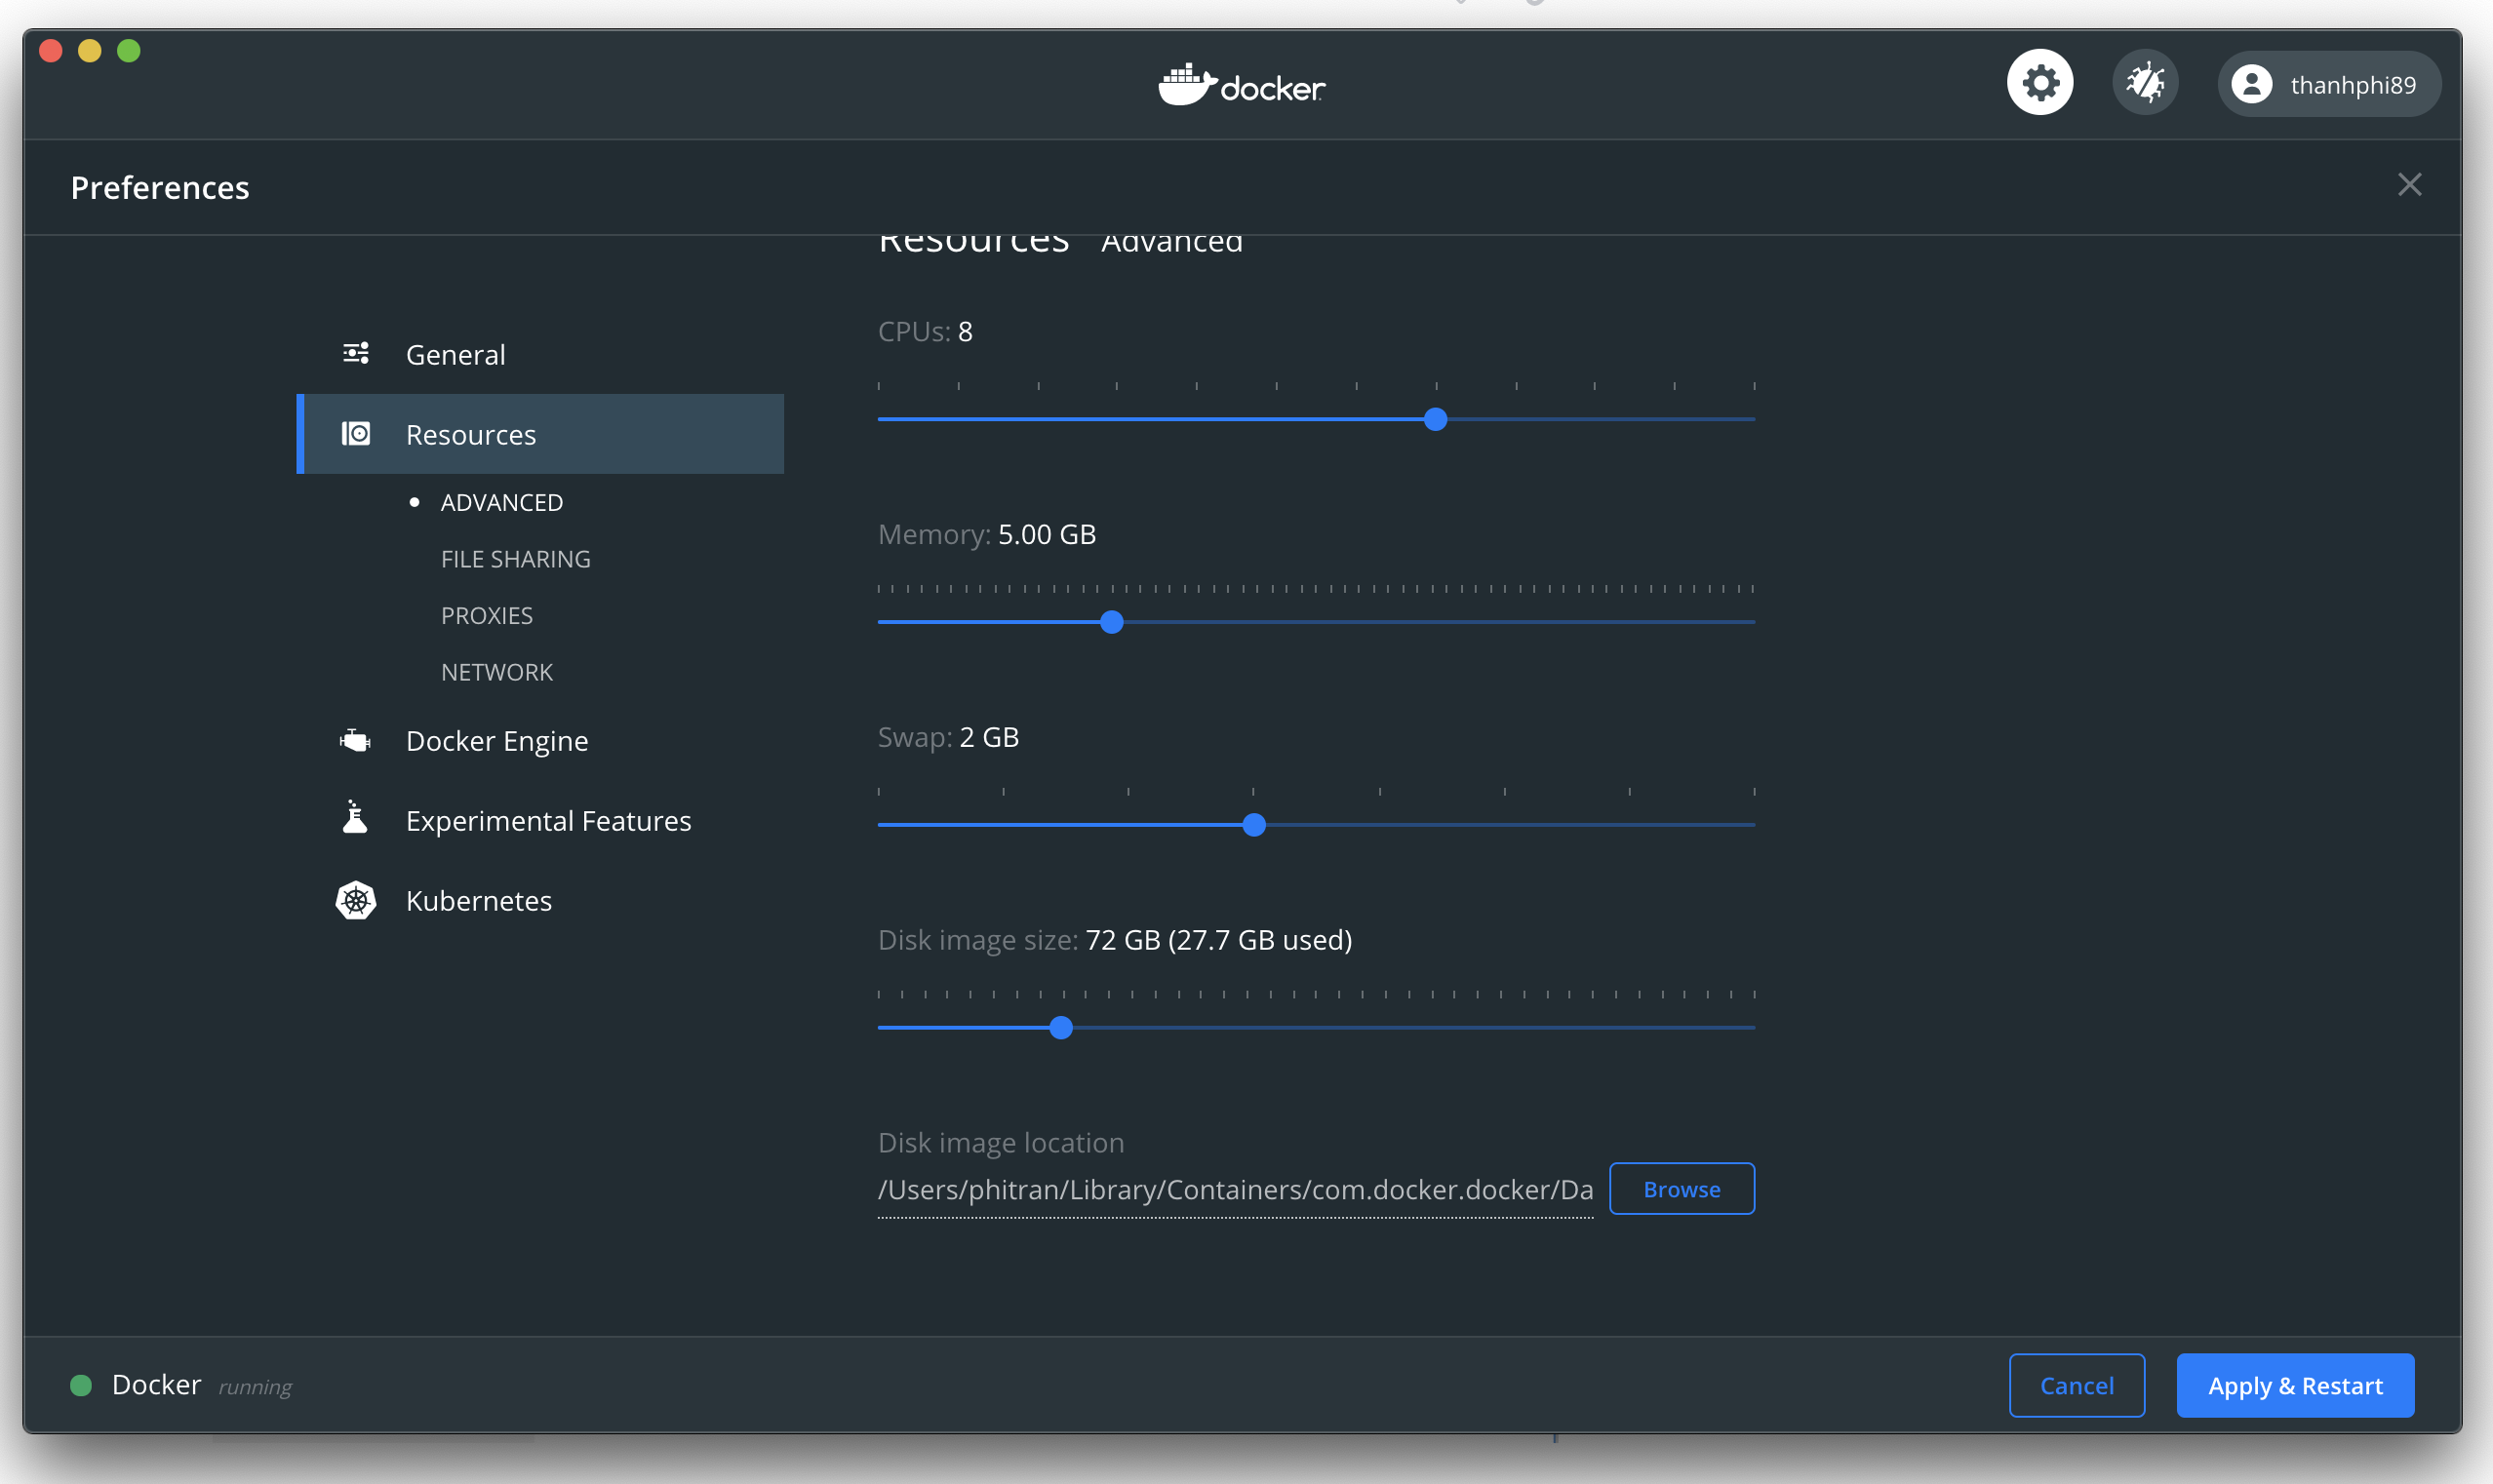 docker
thanhphi89
Preferences
Resources Advanced
General
Resources
ADVANCED
FILE SHARING
PROXIES
NETWORK
Docker Engine
Experimental Features
Kubernetes
CPUs: 8
Memory: 5.00 GB
Swap: 2 GB
Disk image size: 72 GB (27.7 GB used)
Disk image location
/Users/phitran/Library/Containers/com.docker.docker/Da
Browse
Docker running
Cancel
Apply & Restart